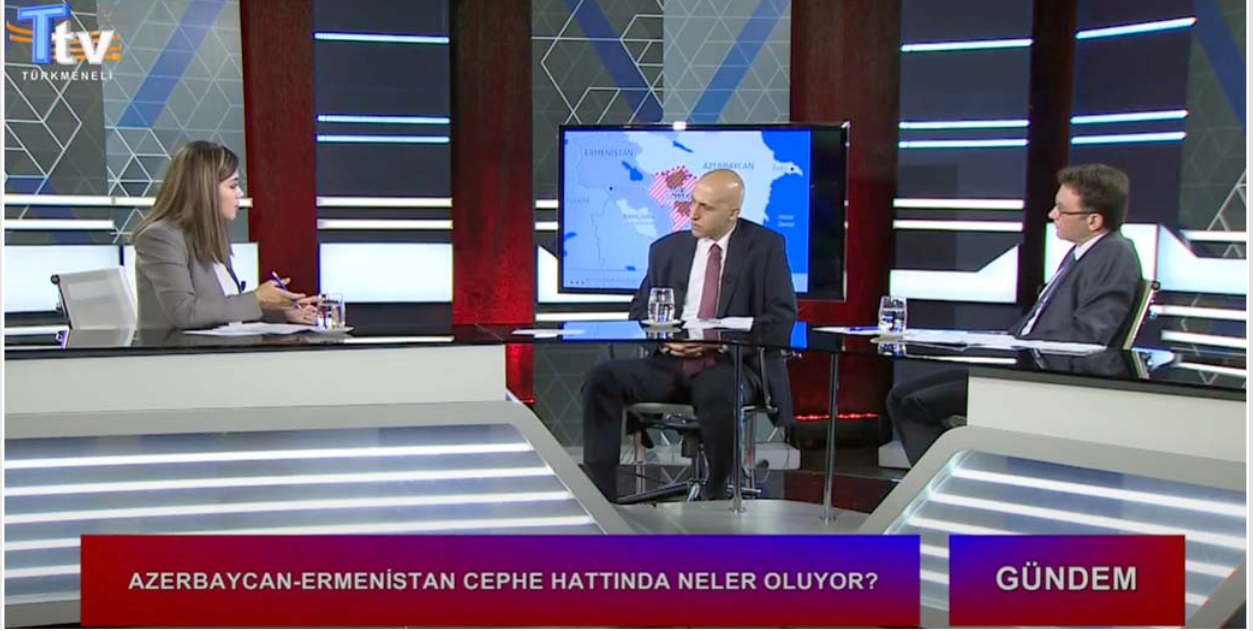 Ttv
TÜRKMENELİ
ERMENİSTAN
AZERBAYCAN
AZERBAYCAN-ERMENİSTAN CEPHE HATTINDA NELER OLUYOR?
GÜNDEM